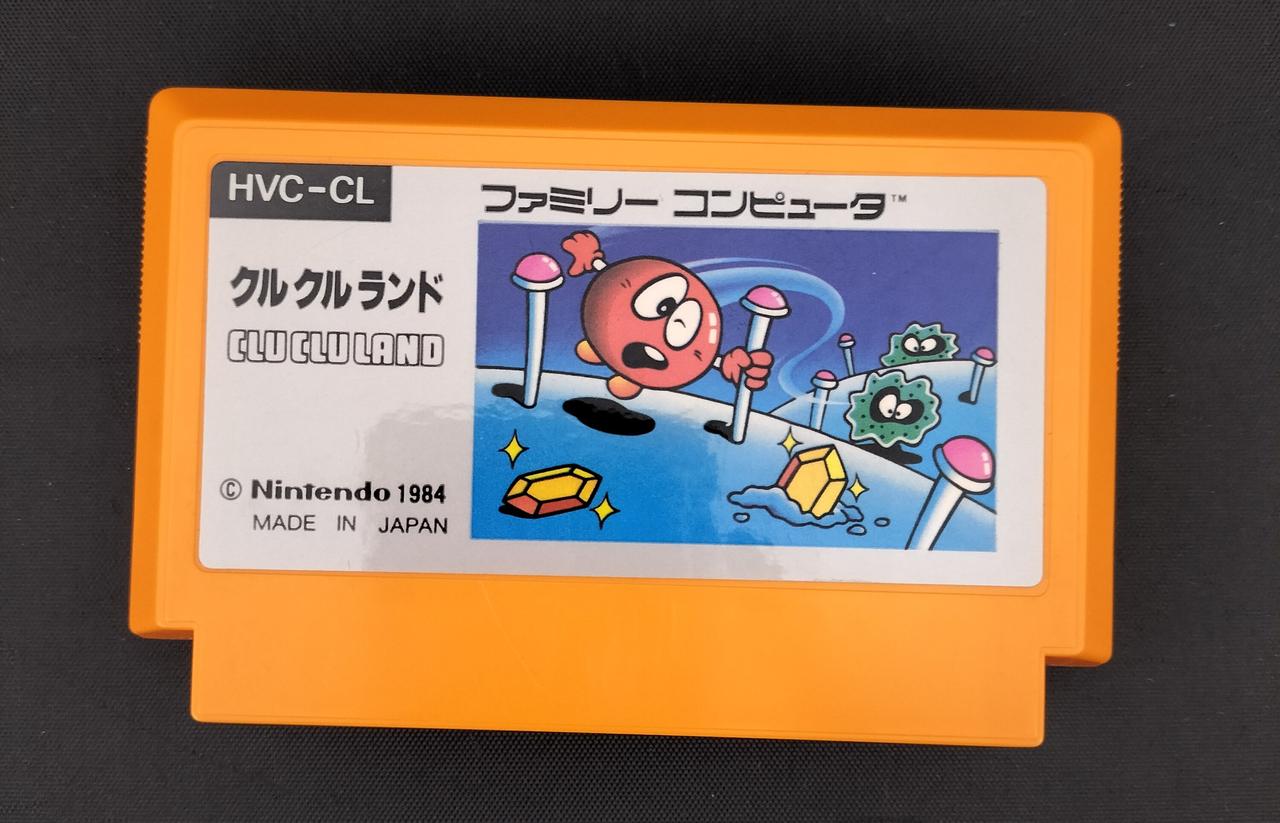 HVC-CL
ファミリー コンピュータ™
クルクルランド
CLU CLU LAND
© Nintendo 1984
MADE IN JAPAN